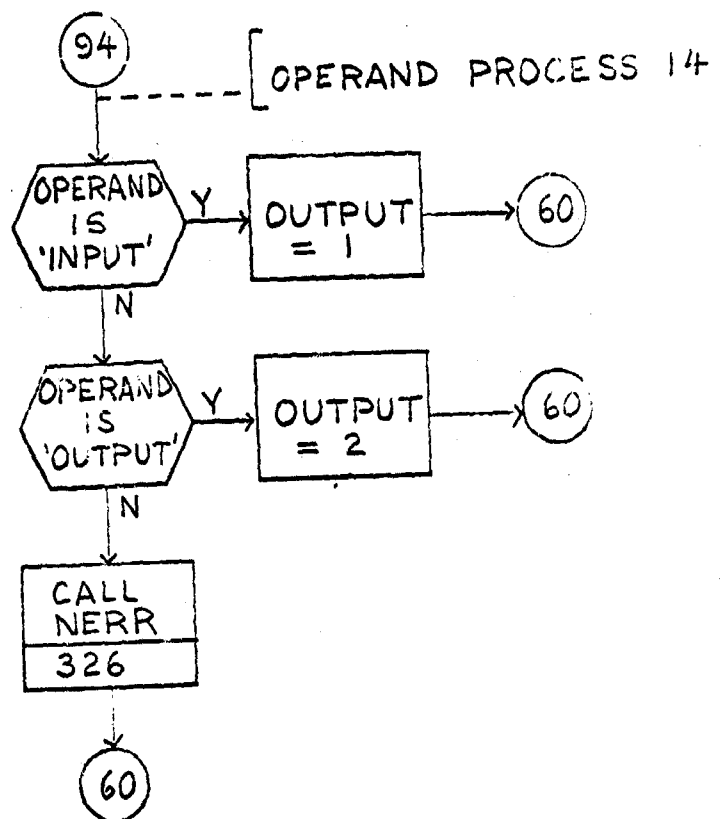 94
OPERAND PROCESS 14
OPERAND
IS
'INPUT'
Y
OUTPUT
= 1
60
N
OPERAND
IS
'OUTPUT'
Y
OUTPUT
= 2
60
N
CALL
NERR
326
60